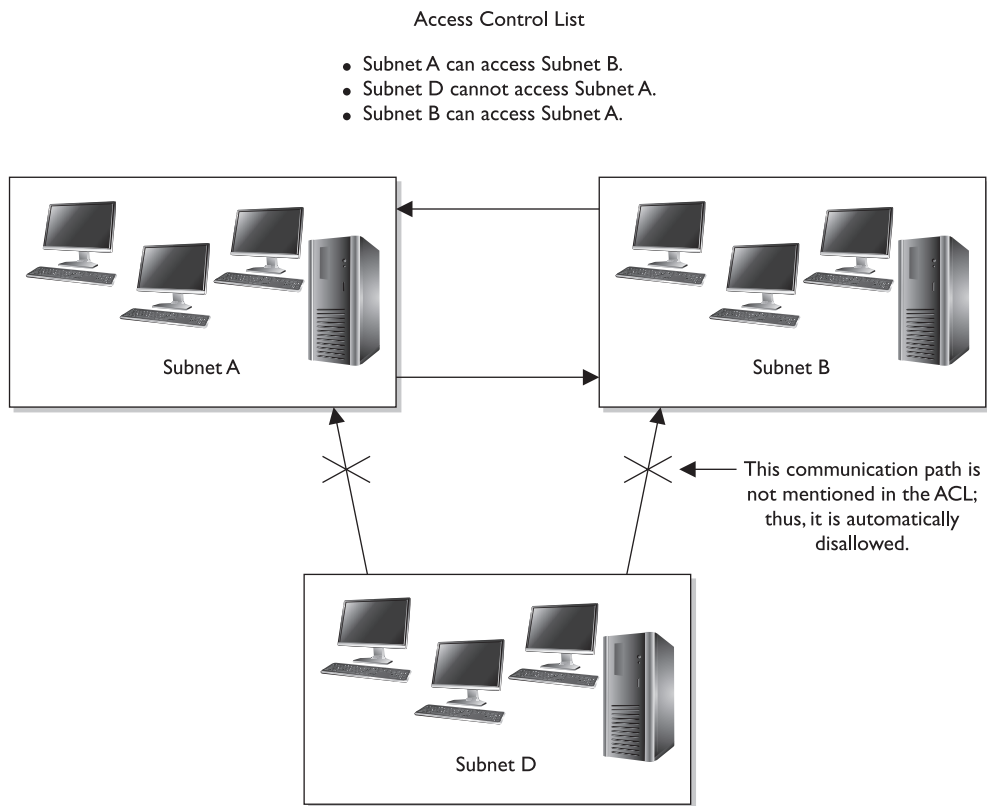 Access Control List
• Subnet A can access Subnet B.
• Subnet D cannot access Subnet A.
• Subnet B can access Subnet A.
Subnet A
Subnet B
This communication path is
not mentioned in the ACL;
thus, it is automatically
disallowed.
Subnet D